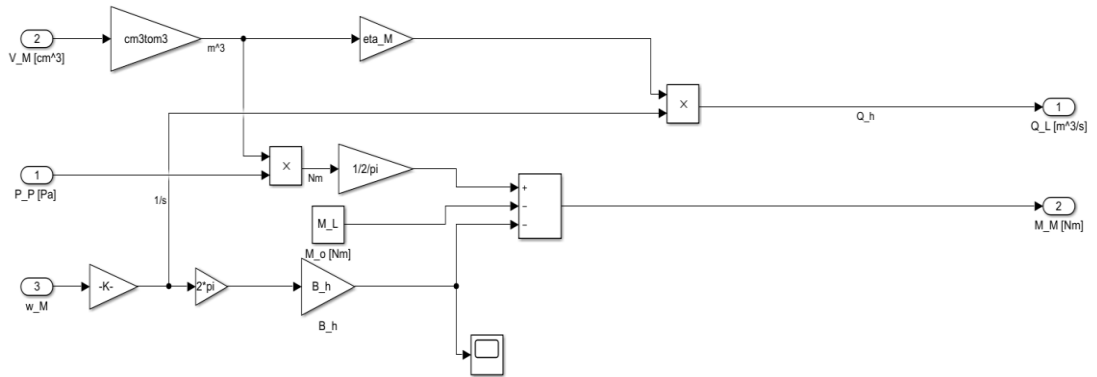 2
V_M [cm^3]
cm3tom3
m^3
eta_M
×
Q_h
1
Q_L [m^3/s]
1
P_P [Pa]
1/s
×
Nm
1/2/pi
M_L
M_o [Nm]
+
−
−
2
M_M [Nm]
3
w_M
-K-
2*pi
B_h
B_h